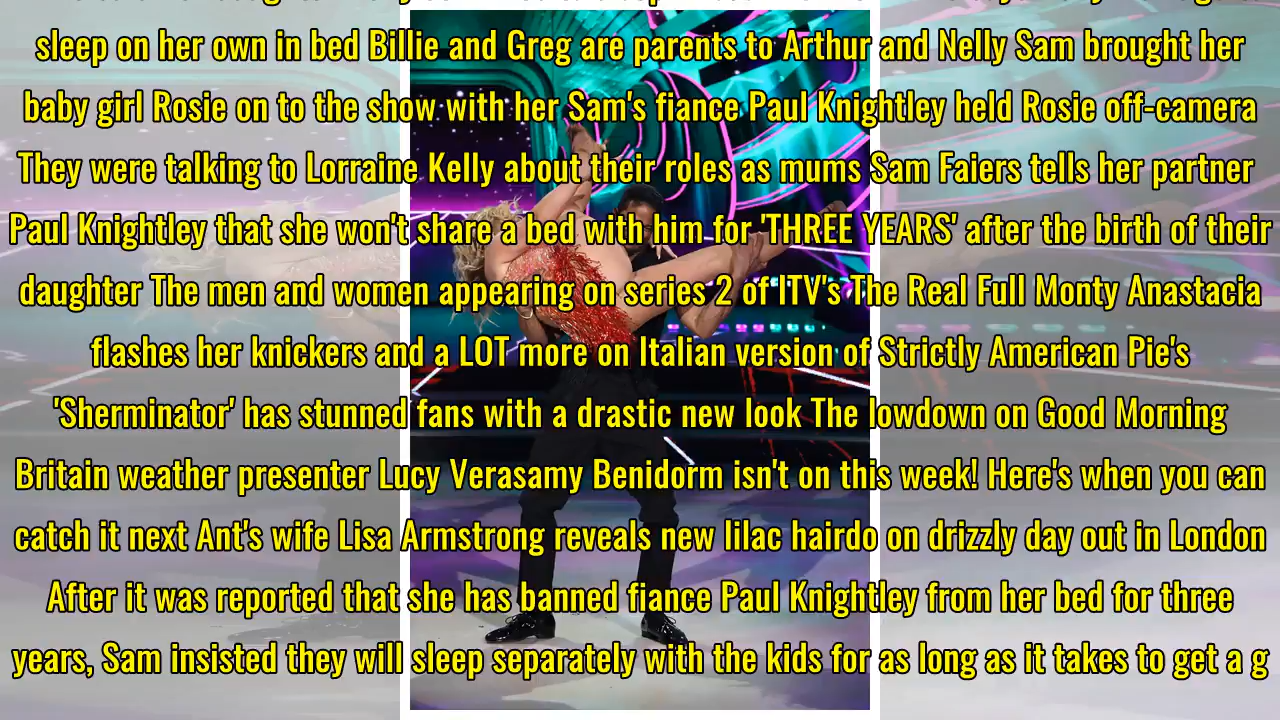 sleep on her own in bed Billie and Greg are parents to Arthur and Nelly Sam brought her
baby girl Rosie on to the show with her Sam's fiance Paul Knightley held Rosie off-camera
They were talking to Lorraine Kelly about their roles as mums Sam Faiers tells her partner
Paul Knightley that she won't share a bed with him for 'THREE YEARS' after the birth of their
daughter The men and women appearing on series 2 of ITV's The Real Full Monty Anastacia
flashes her knickers and a LOT more on Italian version of Strictly American Pie's
'Sherminator' has stunned fans with a drastic new look The lowdown on Good Morning
Britain weather presenter Lucy Verasamy Benidorm isn't on this week! Here's when you can
catch it next Ant's wife Lisa Armstrong reveals new lilac hairdo on drizzly day out in London
After it was reported that she has banned fiance Paul Knightley from her bed for three
years, Sam insisted they will sleep separately with the kids for as long as it takes to get a g